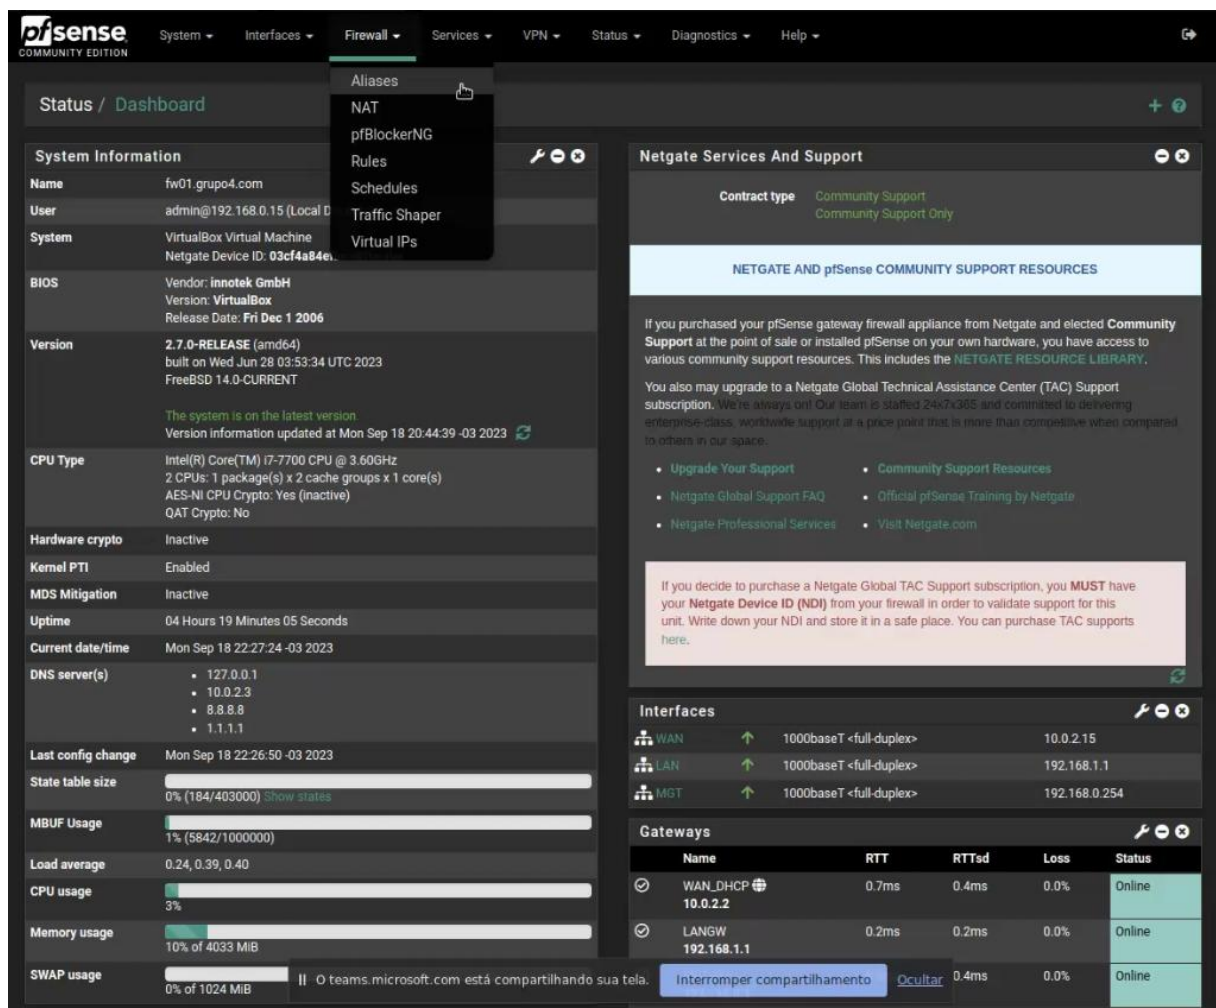 pfsense
COMMUNITY EDITION
System
Interfaces
Firewall
Services
VPN
Status
Diagnostics
Help
Aliases
NAT
pfBlockerNG
Rules
Schedules
Traffic Shaper
Virtual IPs
Status / Dashboard
System Information
Name fw01.grupo4.com
User admin@192.168.0.15 (Local D
System VirtualBox Virtual Machine
Netgate Device ID: 03cf4a84e
BIOS Vendor: innotek GmbH
Version: VirtualBox
Release Date: Fri Dec 1 2006
Version 2.7.0-RELEASE (amd64)
built on Wed Jun 28 03:53:34 UTC 2023
FreeBSD 14.0-CURRENT
The system is on the latest version.
Version information updated at Mon Sep 18 20:44:39 -03 2023
CPU Type Intel(R) Core(TM) i7-7700 CPU @ 3.60GHz
2 CPUs: 1 package(s) x 2 cache groups x 1 core(s)
AES-NI CPU Crypto: Yes (inactive)
QAT Crypto: No
Hardware crypto Inactive
Kernel PTI Enabled
MDS Mitigation Inactive
Uptime 04 Hours 19 Minutes 05 Seconds
Current date/time Mon Sep 18 22:27:24 -03 2023
DNS server(s) • 127.0.0.1
• 10.0.2.3
• 8.8.8.8
• 1.1.1.1
Last config change Mon Sep 18 22:26:50 -03 2023
State table size
0% (184/403000) Show states
MBUF Usage
1% (5842/1000000)
Load average 0.24, 0.39, 0.40
CPU usage
3%
Memory usage
10% of 4033 MiB
SWAP usage
0% of 1024 MiB
Netgate Services And Support
Contract type Community Support
Community Support Only
NETGATE AND pfSense COMMUNITY SUPPORT RESOURCES
If you purchased your pfSense gateway firewall appliance from Netgate and elected Community
Support at the point of sale or installed pfSense on your own hardware, you have access to
various community support resources. This includes the NETGATE RESOURCE LIBRARY.
You also may upgrade to a Netgate Global Technical Assistance Center (TAC) Support
subscription. We're always on! Our team is staffed 24x7x365 and committed to delivering
enterprise-class, worldwide support at a price point that is more than competitive when compared
to others in our space.
• Upgrade Your Support • Community Support Resources
• Netgate Global Support FAQ • Official pfSense Training by Netgate
• Netgate Professional Services • Visit Netgate.com
If you decide to purchase a Netgate Global TAC Support subscription, you MUST have
your Netgate Device ID (NDI) from your firewall in order to validate support for this
unit. Write down your NDI and store it in a safe place. You can purchase TAC supports
here.
Interfaces
WAN 1000baseT <full-duplex> 10.0.2.15
LAN 1000baseT <full-duplex> 192.168.1.1
MGT 1000baseT <full-duplex> 192.168.0.254
Gateways
Name RTT RTTsd Loss Status
WAN_DHCP 0.7ms 0.4ms 0.0% Online
10.0.2.2
LANGW 0.2ms 0.2ms 0.0% Online
192.168.1.1
0.4ms 0.0% Online
O teams.microsoft.com está compartilhando sua tela. Interromper compartilhamento Ocultar